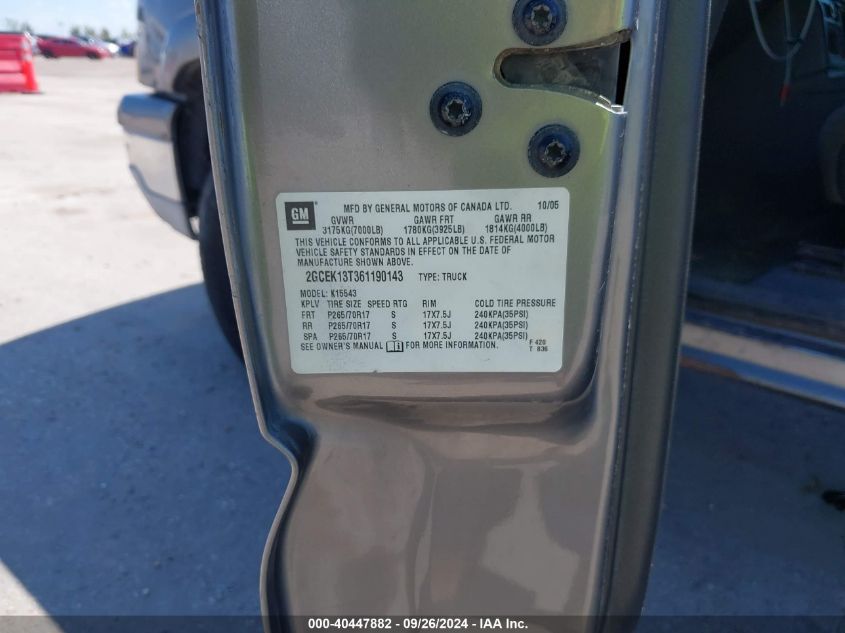 GM MFD BY GENERAL MOTORS OF CANADA LTD. 10/05
GVWR GAWR FRT GAWR RR
3175KG(7000LB) 1780KG(3925LB) 1814KG(4000LB)
THIS VEHICLE CONFORMS TO ALL APPLICABLE U.S. FEDERAL MOTOR
VEHICLE SAFETY STANDARDS IN EFFECT ON THE DATE OF
MANUFACTURE SHOWN ABOVE.
2GCEK13T361190143 TYPE: TRUCK
MODEL: K15543
KPLV TIRE SIZE SPEED RTG RIM COLD TIRE PRESSURE
FRT P265/70R17 S 17X7.5J 240KPA(35PSI)
RR P265/70R17 S 17X7.5J 240KPA(35PSI)
SPA P265/70R17 S 17X7.5J 240KPA(35PSI)
SEE OWNER'S MANUAL FOR MORE INFORMATION. F 420
T 836
000-40447882 - 09/26/2024 - IAA Inc.